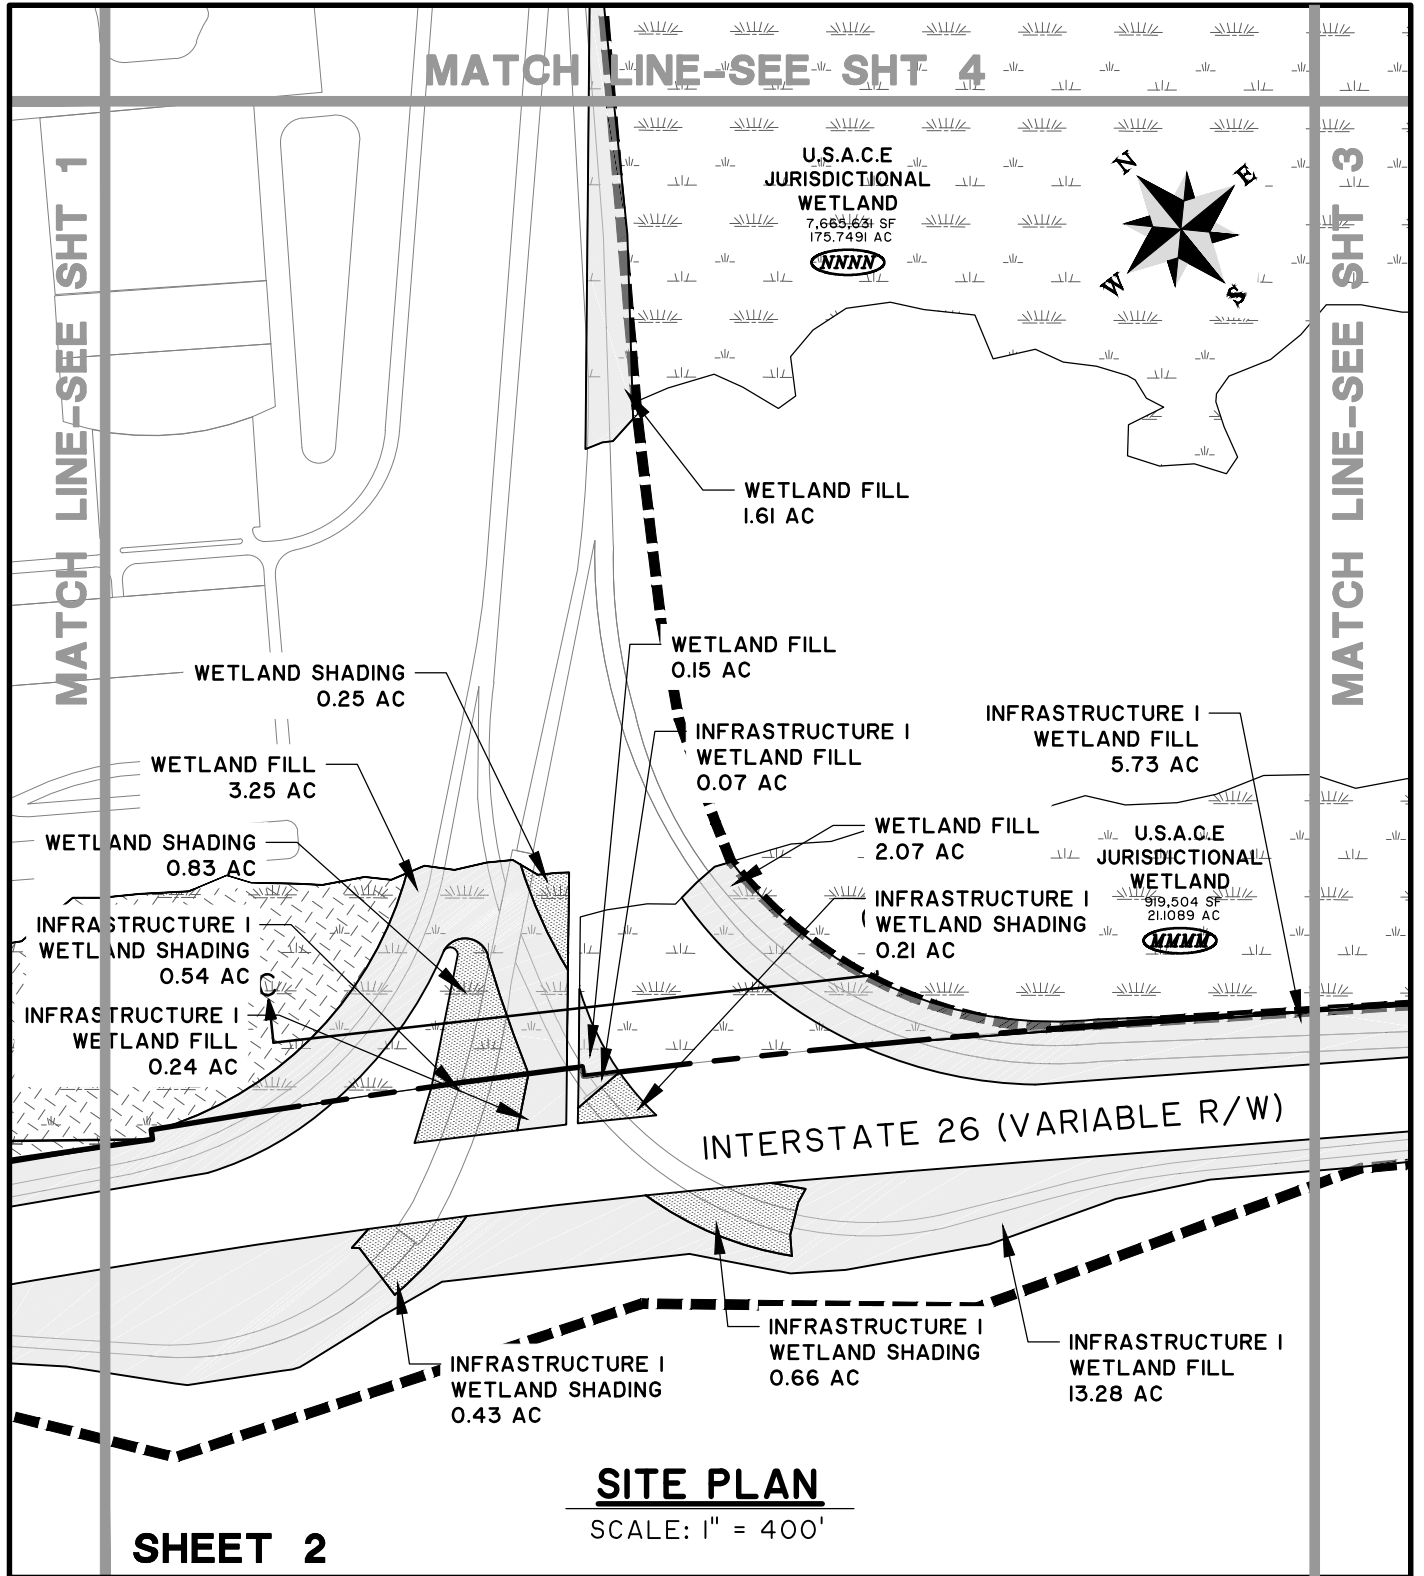 MATCH LINE-SEE SHT 4
MATCH LINE-SEE SHT 1
MATCH LINE-SEE SHT 3
U.S.A.C.E
JURISDICTIONAL
WETLAND
7,665,631 SF
175.7491 AC
NNNN
N
E
W
S
WETLAND FILL
1.61 AC
WETLAND FILL
0.15 AC
WETLAND SHADING
0.25 AC
INFRASTRUCTURE I
WETLAND FILL
0.07 AC
INFRASTRUCTURE I
WETLAND FILL
5.73 AC
WETLAND FILL
3.25 AC
WETLAND FILL
2.07 AC
U.S.A.C.E
JURISDICTIONAL
WETLAND
919,504 SF
21.1089 AC
MMMM
WETLAND SHADING
0.83 AC
INFRASTRUCTURE I
WETLAND SHADING
0.21 AC
INFRASTRUCTURE I
WETLAND SHADING
0.54 AC
INFRASTRUCTURE I
WETLAND FILL
0.24 AC
INTERSTATE 26 (VARIABLE R/W)
INFRASTRUCTURE I
WETLAND SHADING
0.66 AC
INFRASTRUCTURE I
WETLAND FILL
13.28 AC
INFRASTRUCTURE I
WETLAND SHADING
0.43 AC
SITE PLAN
SCALE: 1" = 400'
SHEET 2